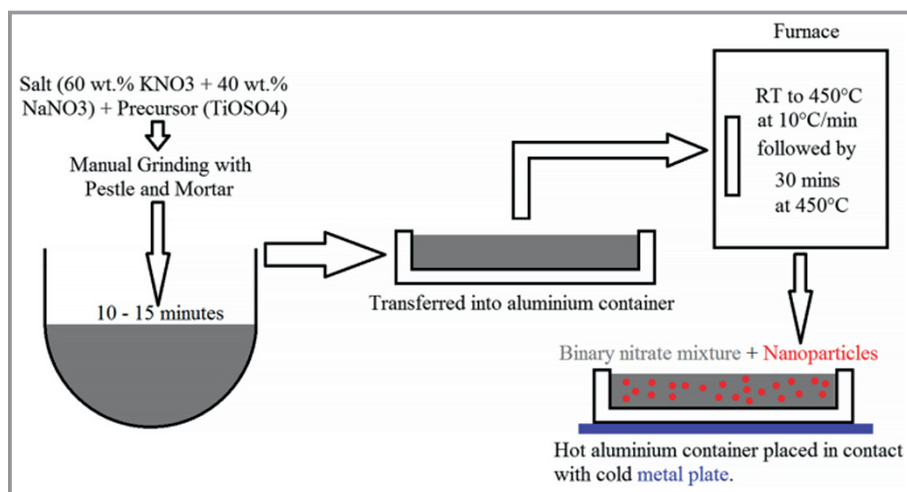 Salt (60 wt.% KNO3 + 40 wt.%
NaNO3) + Precursor (TiOSO4)
Manual Grinding with
Pestle and Mortar
10 - 15 minutes
Transferred into aluminium container
Furnace
RT to 450°C
at 10°C/min
followed by
30 mins
at 450°C
Binary nitrate mixture + Nanoparticles
Hot aluminium container placed in contact
with cold metal plate.